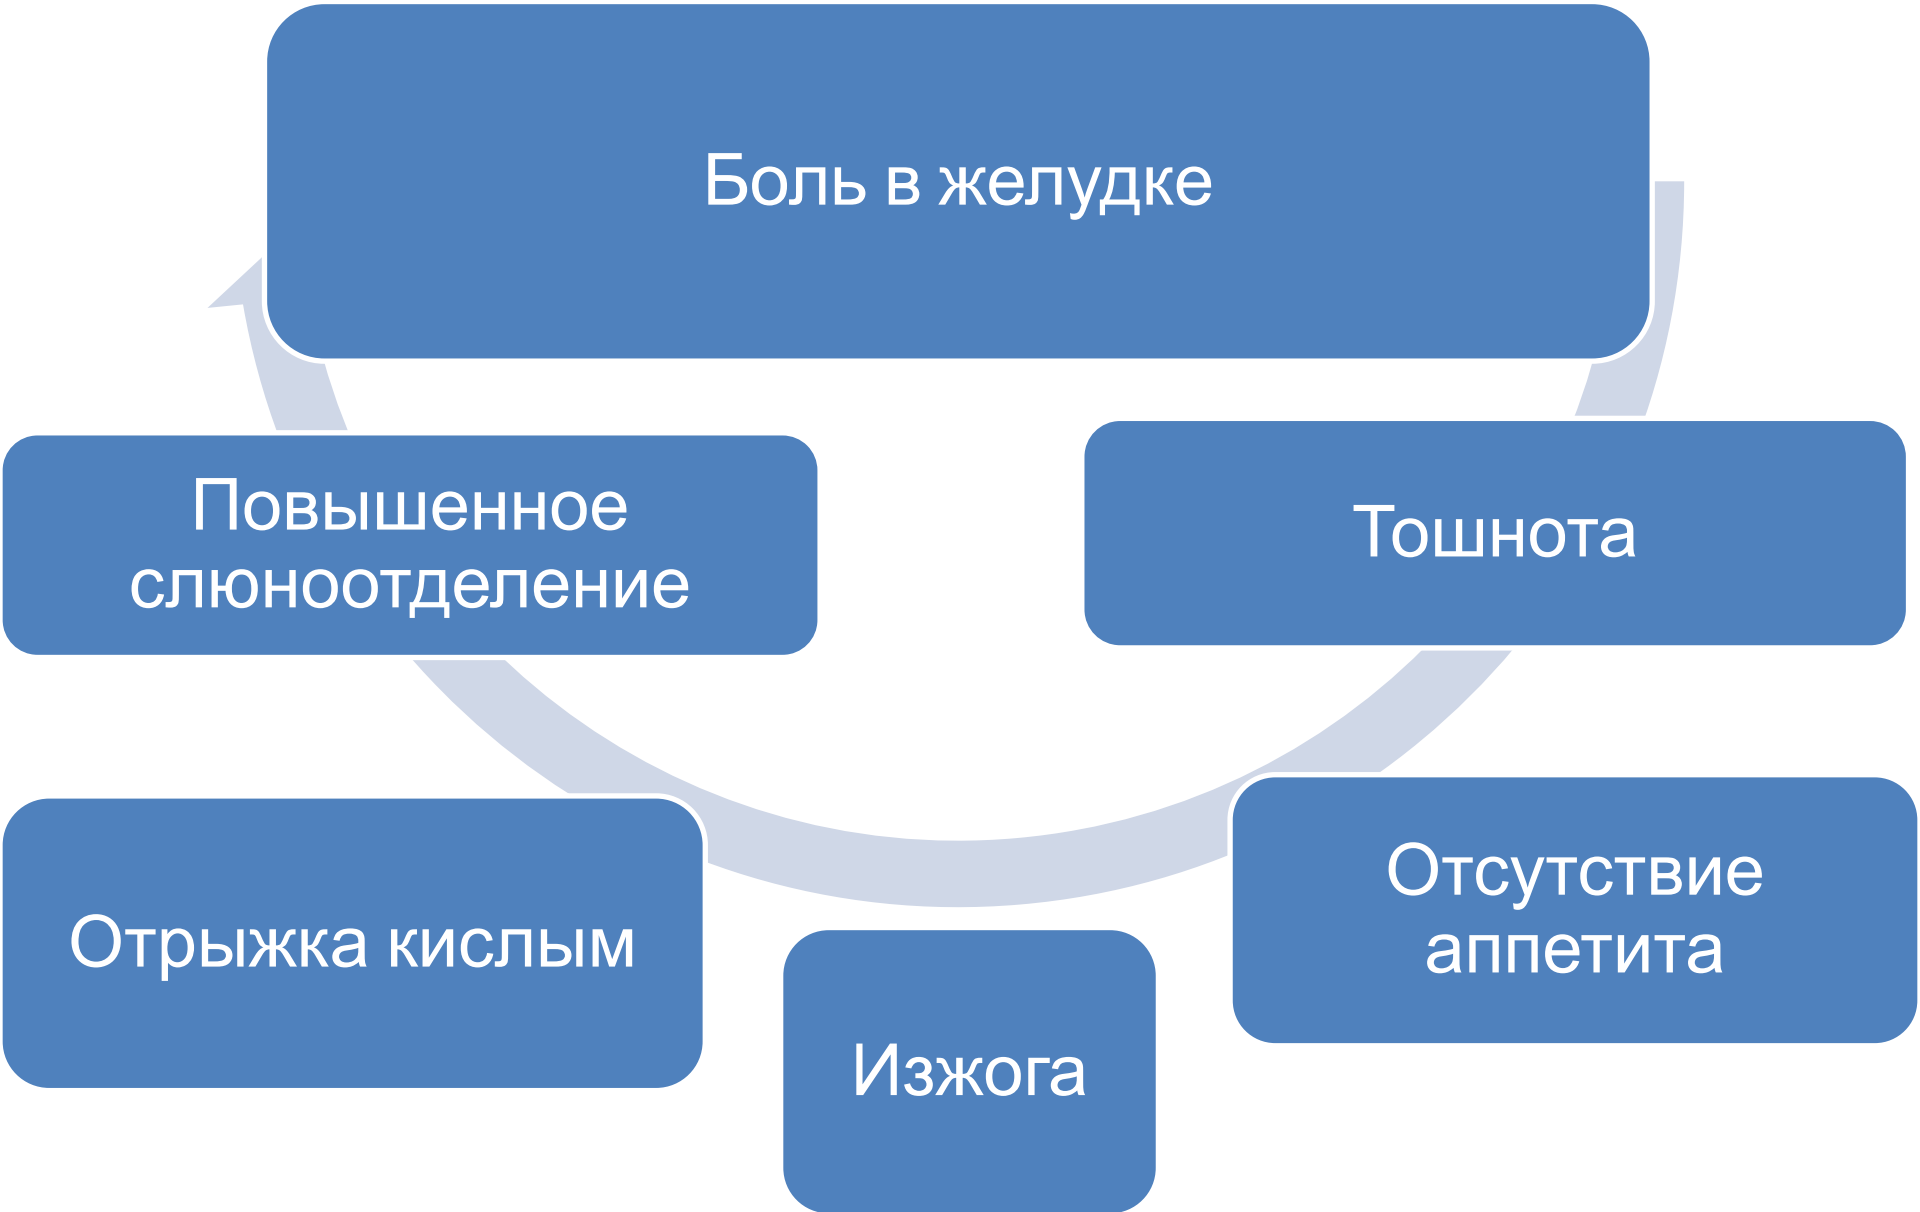 Боль в желудке
Повышенное
слюноотделение
Тошнота
Отрыжка кислым
Отсутствие
аппетита
Изжога